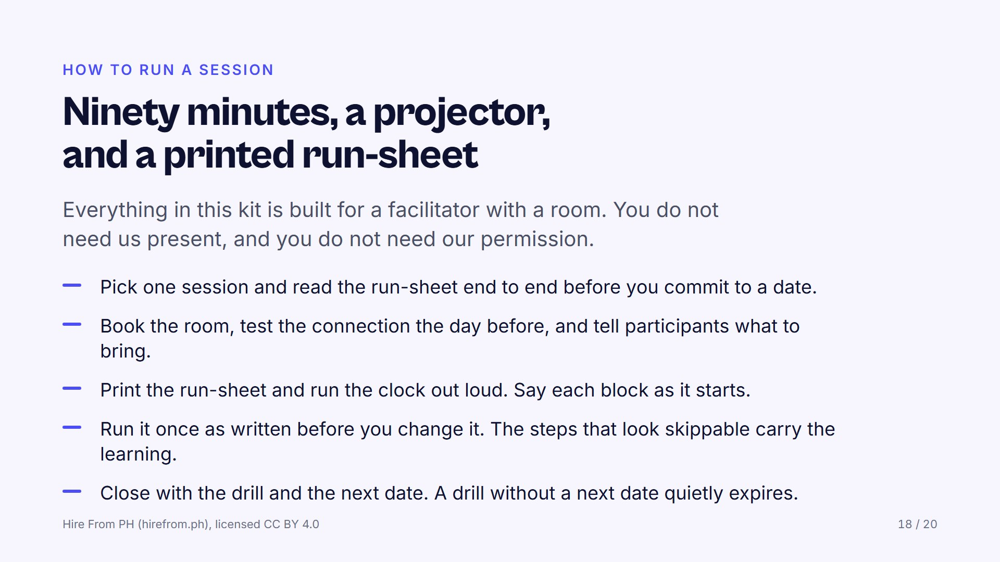 HOW TO RUN A SESSION
Ninety minutes, a projector,
and a printed run-sheet
Everything in this kit is built for a facilitator with a room. You do not
need us present, and you do not need our permission.
Pick one session and read the run-sheet end to end before you commit to a date.
Book the room, test the connection the day before, and tell participants what to
bring.
Print the run-sheet and run the clock out loud. Say each block as it starts.
Run it once as written before you change it. The steps that look skippable carry the
learning.
Close with the drill and the next date. A drill without a next date quietly expires.
Hire From PH (hirefrom.ph), licensed CC BY 4.0
18 / 20